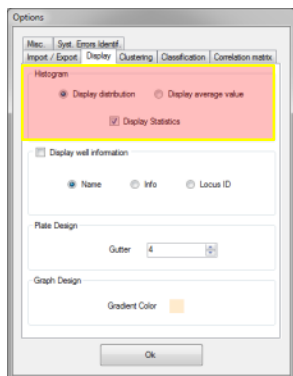 Options
Misc. Syst. Errors Identif.
Import / Export Display Clustering Classification Correlation matrix
Histogram
Display distribution Display average value
Display Statistics
Display well information
Name Info Locus ID
Plate Design
Gutter 4
Graph Design
Gradient Color
Ok